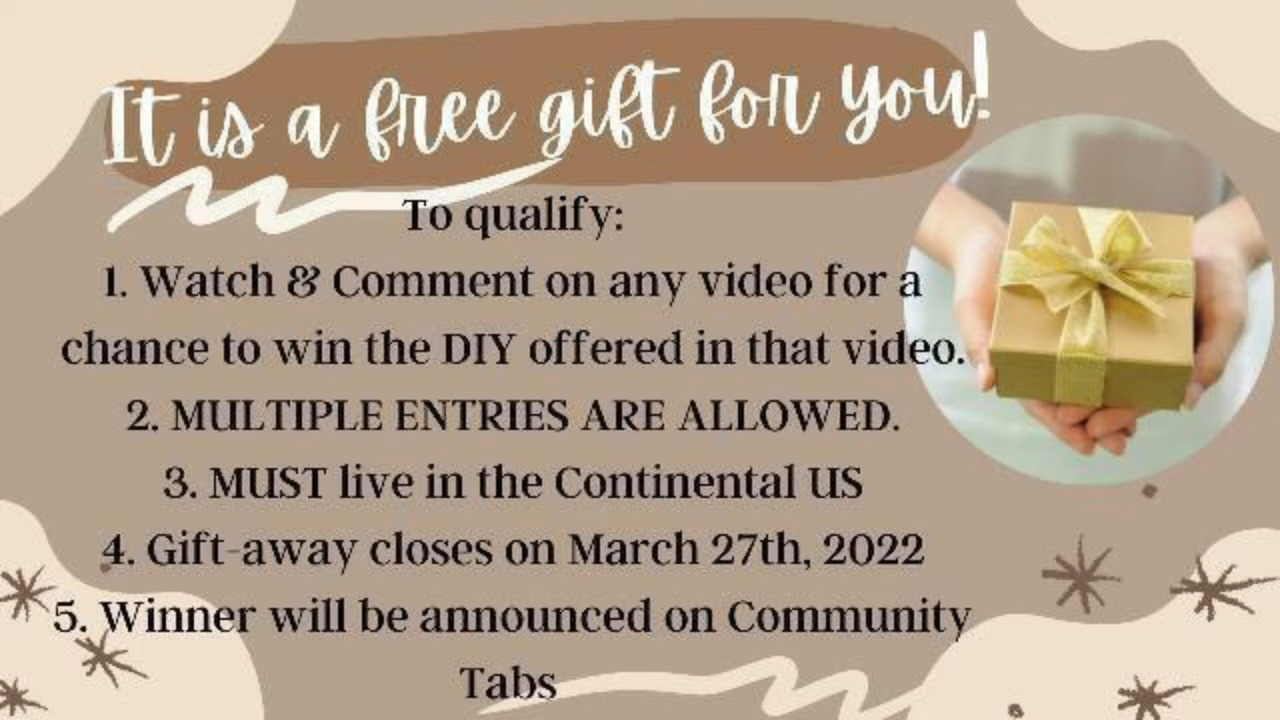 It is a free gift for you!
To qualify:
1. Watch & Comment on any video for a
chance to win the DIY offered in that video.
2. MULTIPLE ENTRIES ARE ALLOWED.
3. MUST live in the Continental US
4. Gift-away closes on March 27th, 2022
5. Winner will be announced on Community
Tabs